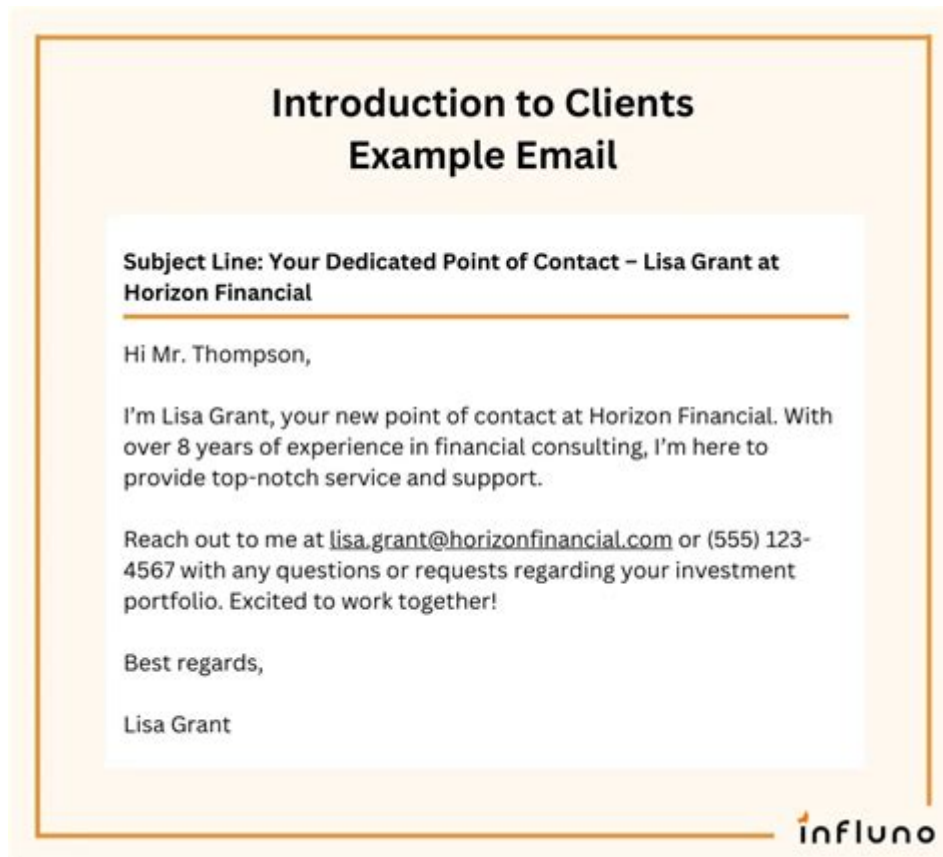 Introduction to Clients
Example Email
Subject Line: Your Dedicated Point of Contact – Lisa Grant at
Horizon Financial
Hi Mr. Thompson,
I’m Lisa Grant, your new point of contact at Horizon Financial. With
over 8 years of experience in financial consulting, I’m here to
provide top-notch service and support.
Reach out to me at lisa.grant@horizonfinancial.com or (555) 123-
4567 with any questions or requests regarding your investment
portfolio. Excited to work together!
Best regards,
Lisa Grant
influno